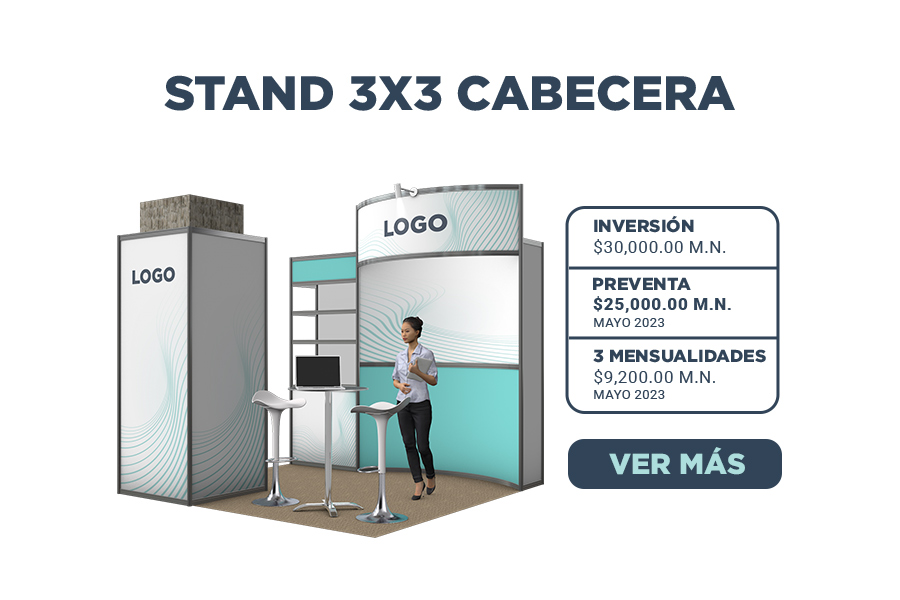 STAND 3X3 CABECERA
LOGO
LOGO
INVERSIÓN
$30,000.00 M.N.
PREVENTA
$25,000.00 M.N.
MAYO 2023
3 MENSUALIDADES
$9,200.00 M.N.
MAYO 2023
VER MÁS